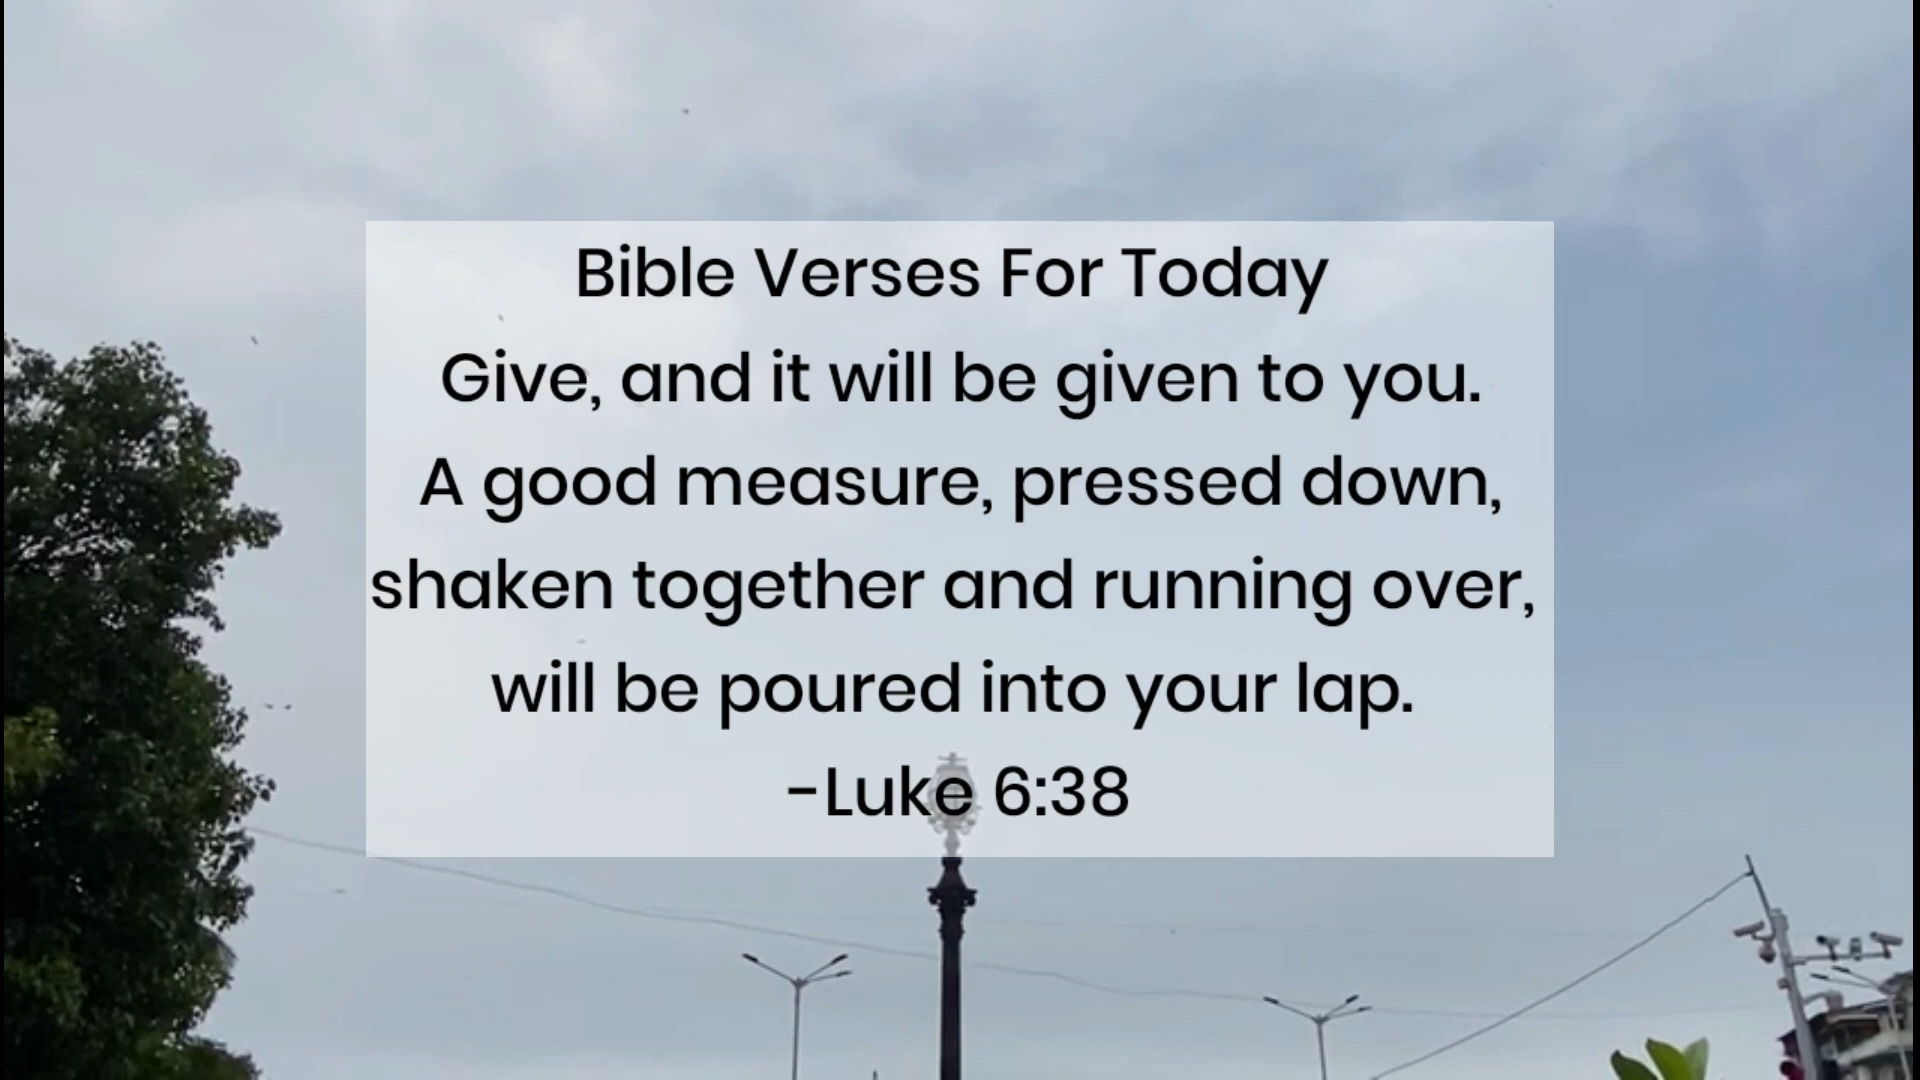 Bible Verses For Today
Give, and it will be given to you.
A good measure, pressed down,
shaken together and running over,
will be poured into your lap.
-Luke 6:38